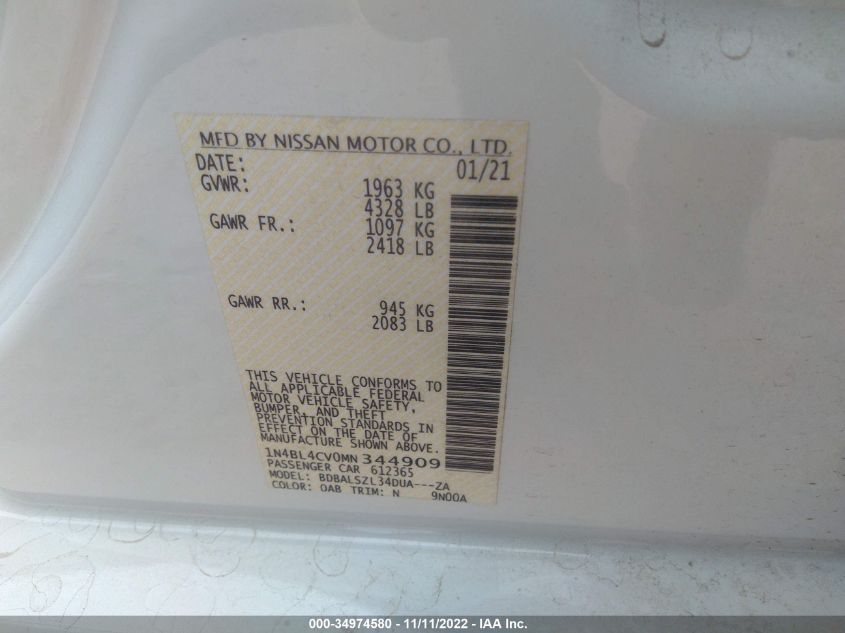 MFD BY NISSAN MOTOR CO., LTD.
DATE: 01/21
GVWR: 1963 KG
4328 LB
GAWR FR.: 1097 KG
2418 LB
GAWR RR.: 945 KG
2083 LB
THIS VEHICLE CONFORMS TO
ALL APPLICABLE FEDERAL
MOTOR VEHICLE SAFETY,
BUMPER, AND THEFT
PREVENTION STANDARDS IN
EFFECT ON THE DATE OF
MANUFACTURE SHOWN ABOVE.
1N4BL4CV0MN344909
PASSENGER CAR 612365
MODEL: BDBALSZL34DUA---ZA
COLOR: QAB TRIM: N 9N00A
000-34974580 - 11/11/2022 - IAA Inc.